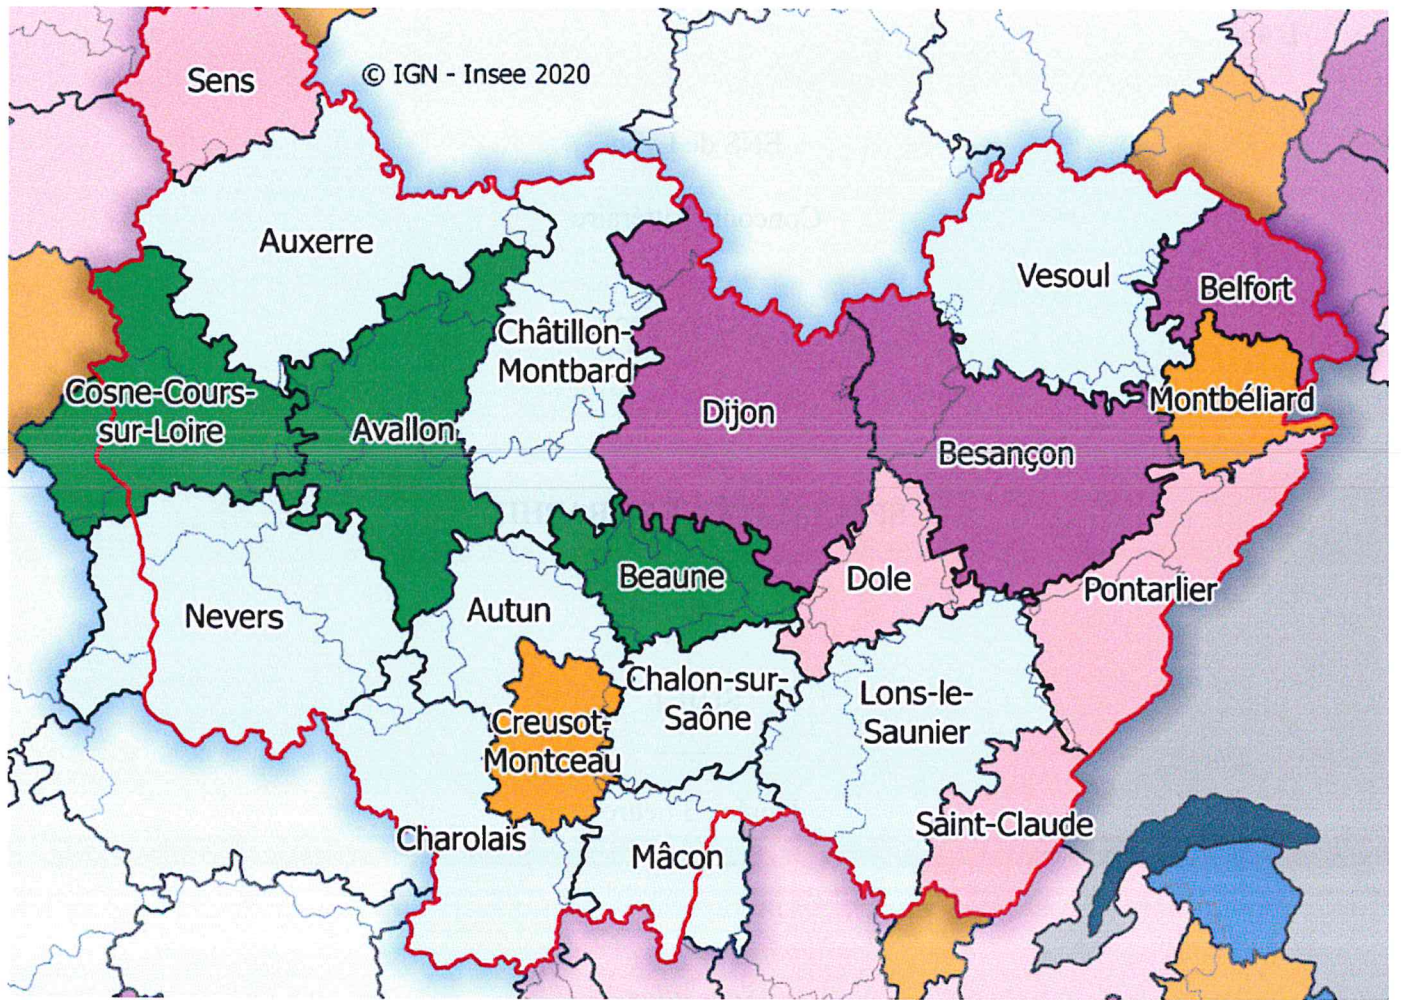 Sens
© IGN - Insee 2020
Auxerre
Vesoul
Belfort
Châtillon-
Montbard
Cosne-Cours-
sur-Loire
Avallon
Dijon
Montbéliard
Besançon
Beaune
Dole
Pontarlier
Nevers
Autun
Chalon-sur-
Saône
Lons-le-
Saunier
Creusot-
Montceau
Charolais
Mâcon
Saint-Claude